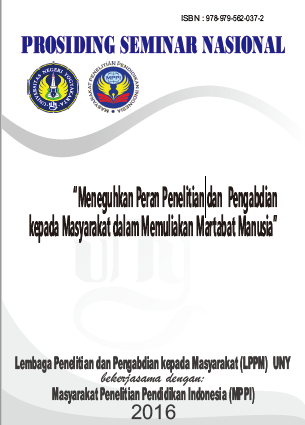 ISBN : 978-979-562-037-2
PROSIDING SEMINAR NASIONAL
UNIVERSITAS NEGERI YOGYAKARTA
MASYARAKAT PENELITIAN PENDIDIKAN INDONESIA
"Meneguhkan Peran Penelitian dan Pengabdian
kepada Masyarakat dalam Memuliakan Martabat Manusia"
uny
Lembaga Penelitian dan Pengabdian kepada Masyarakat (LPPM) UNY
bekerjasama dengan:
Masyarakat Penelitian Pendidikan Indonesia (MPPI)
2016